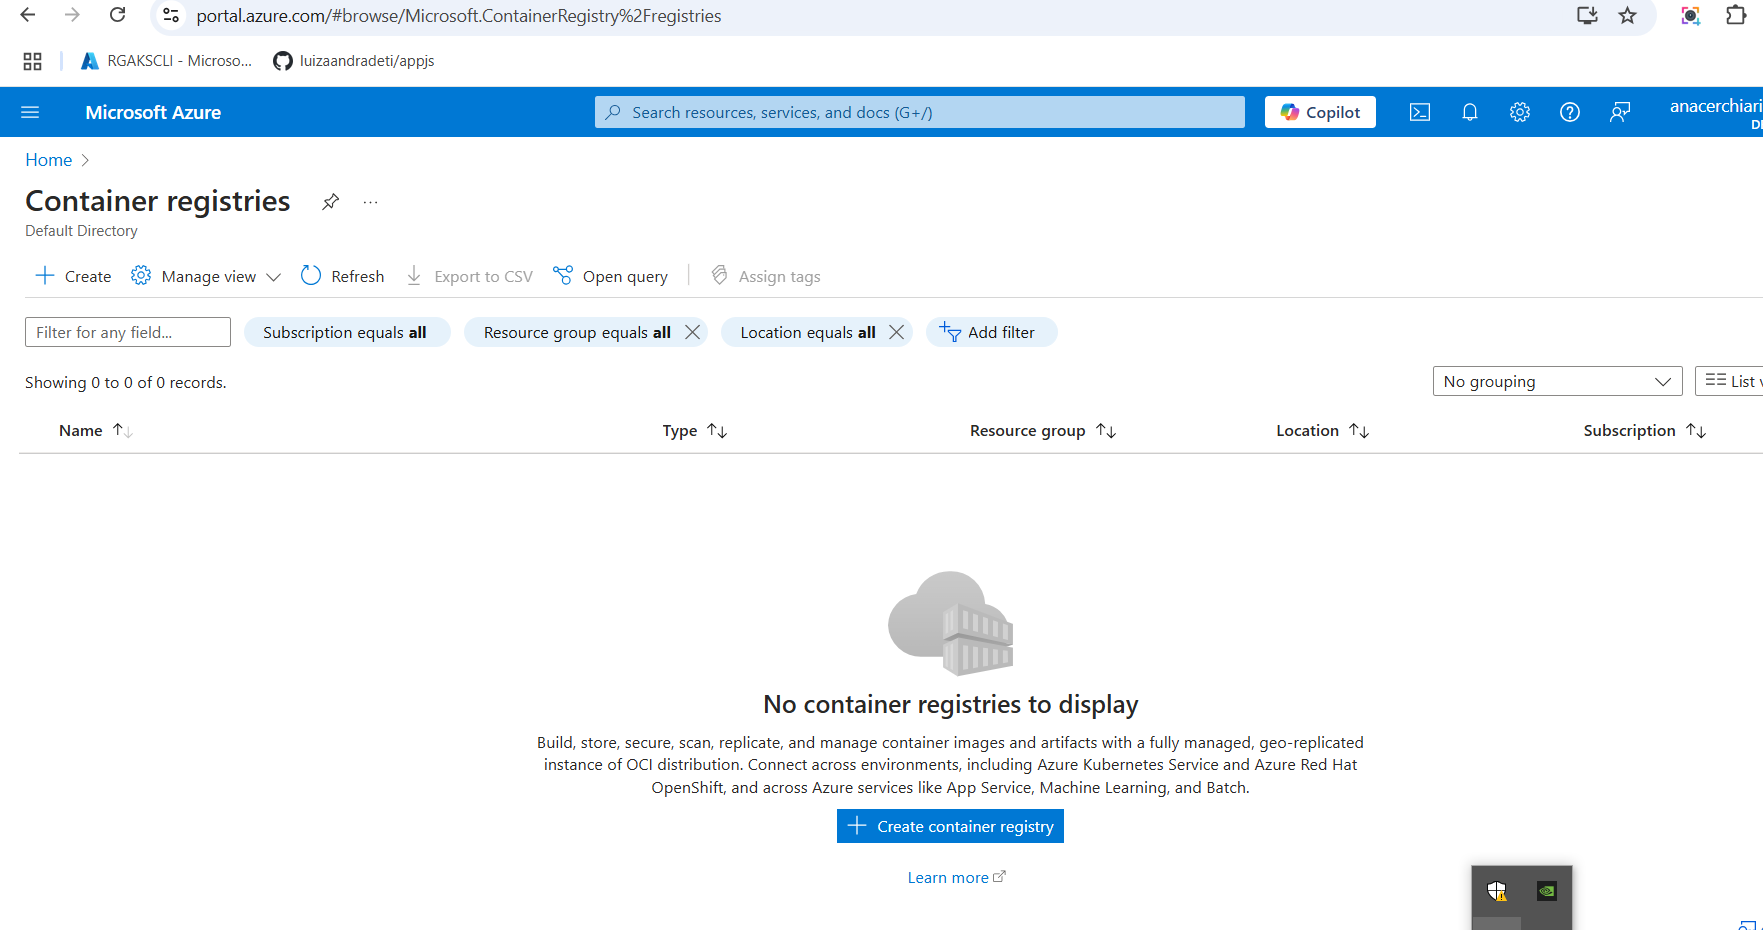 portal.azure.com/#browse/Microsoft.ContainerRegistry%2Fregistries
RGAKSCLI - Microso... luizaandradeti/appjs
Microsoft Azure Search resources, services, and docs (G+/) Copilot anacerchiari
Home
Container registries ...
Default Directory
Create Manage view Refresh Export to CSV Open query Assign tags
Filter for any field... Subscription equals all Resource group equals all Location equals all Add filter
Showing 0 to 0 of 0 records. No grouping List
Name Type Resource group Location Subscription
No container registries to display
Build, store, secure, scan, replicate, and manage container images and artifacts with a fully managed, geo-replicated
instance of OCI distribution. Connect across environments, including Azure Kubernetes Service and Azure Red Hat
OpenShift, and across Azure services like App Service, Machine Learning, and Batch.
Create container registry
Learn more